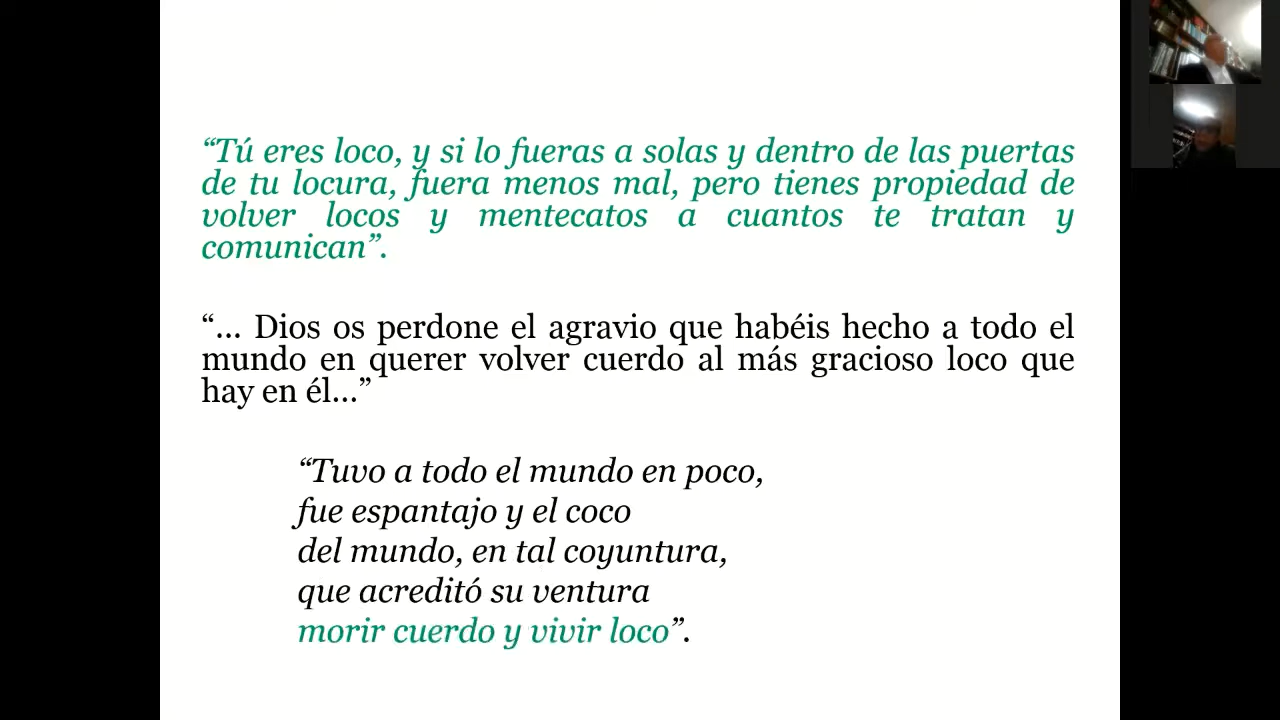 “Tú eres loco, y si lo fueras a solas y dentro de las puertas
de tu locura, fuera menos mal, pero tienes propiedad de
volver locos y mentecatos a cuantos te tratan y
comunican”.
“... Dios os perdone el agravio que habéis hecho a todo el
mundo en querer volver cuerdo al más gracioso loco que
hay en él...”
“Tuvo a todo el mundo en poco,
fue espantajo y el coco
del mundo, en tal coyuntura,
que acreditó su ventura
morir cuerdo y vivir loco”.